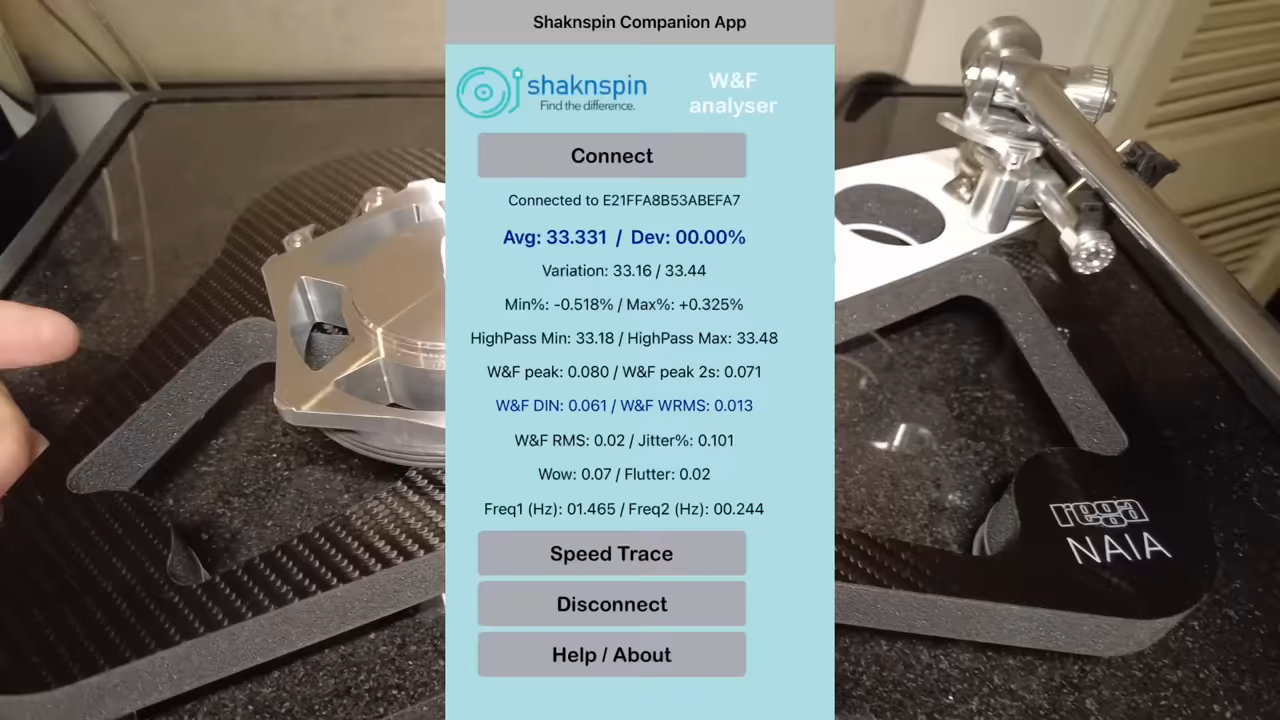 Shaknspin Companion App
shaknspin
Find the difference.
W&F
analyser
Connect
Connected to E21FFA8B53ABEFA7
Avg: 33.331 / Dev: 00.00%
Variation: 33.16 / 33.44
Min%: -0.518% / Max%: +0.325%
HighPass Min: 33.18 / HighPass Max: 33.48
W&F peak: 0.080 / W&F peak 2s: 0.071
W&F DIN: 0.061 / W&F WRMS: 0.013
W&F RMS: 0.02 / Jitter%: 0.101
Wow: 0.07 / Flutter: 0.02
Freq1 (Hz): 01.465 / Freq2 (Hz): 00.244
Speed Trace
Disconnect
Help / About
rega
NAIA